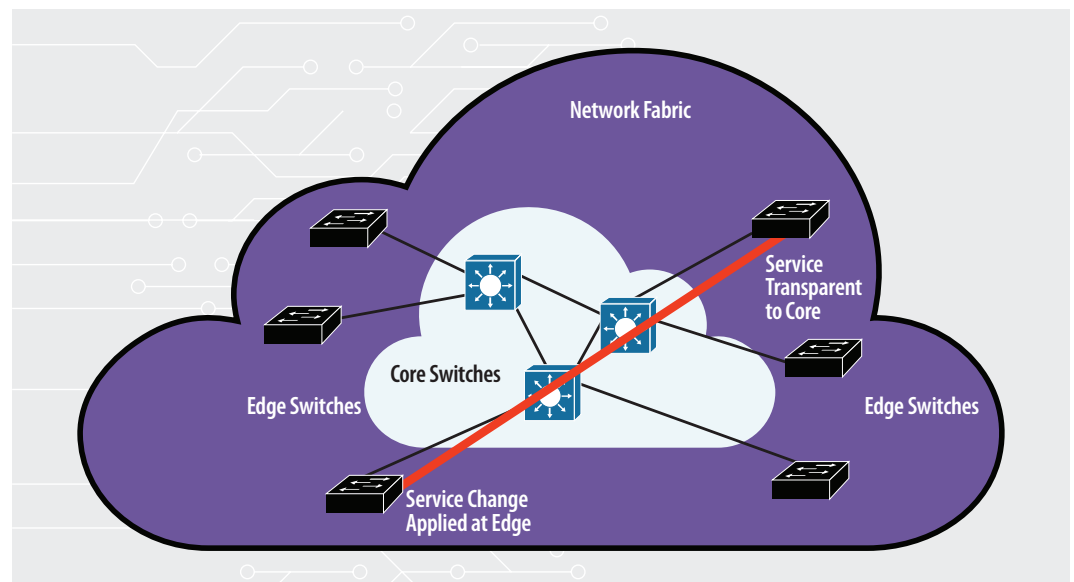 Network Fabric
Service
Transparent
to Core
Core Switches
Edge Switches
Edge Switches
Service Change
Applied at Edge